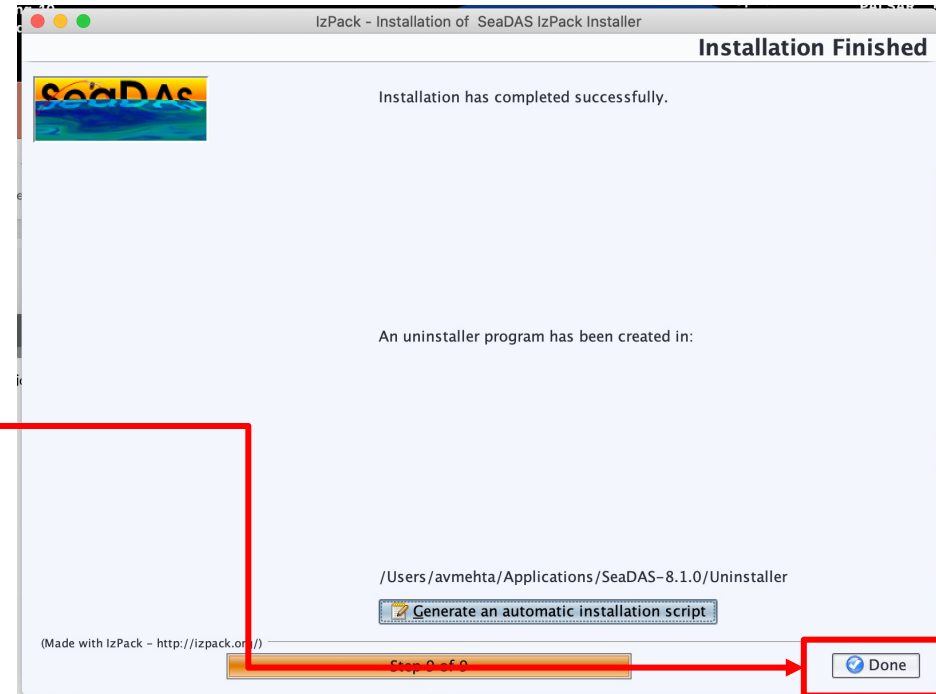 IzPack - Installation of SeaDAS IzPack Installer
Installation Finished
SeaDAS
Installation has completed successfully.
An uninstaller program has been created in:
/Users/avmehta/Applications/SeaDAS-8.1.0/Uninstaller
Generate an automatic installation script
(Made with IzPack - http://izpack.org/)
Step 9 of 9
Done